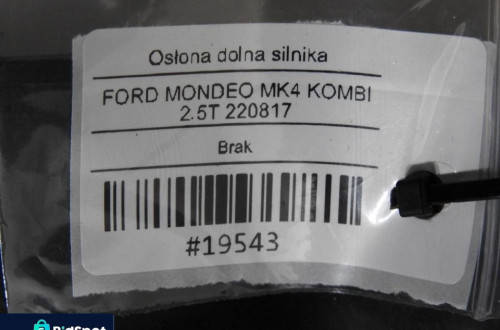 Osłona dolna silnika
FORD MONDEO MK4 KOMBI
2.5T 220817
Brak
#19543